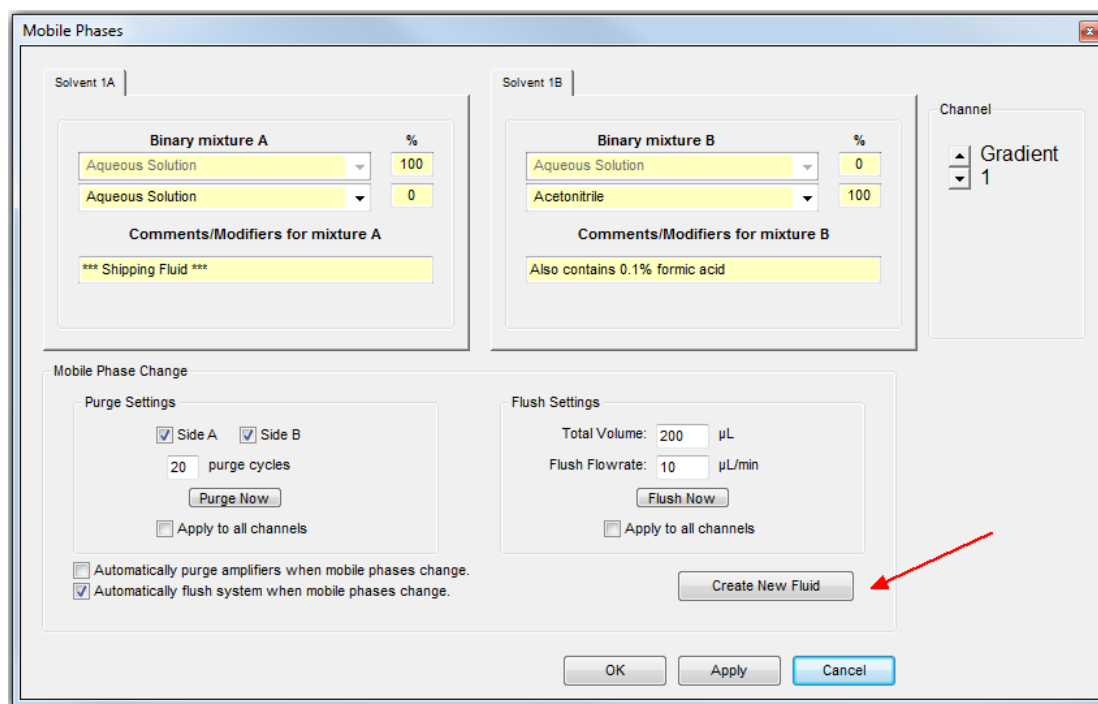 Mobile Phases
Solvent 1A
Binary mixture A %
Aqueous Solution 100
Aqueous Solution 0
Comments/Modifiers for mixture A
*** Shipping Fluid ***
Solvent 1B
Binary mixture B %
Aqueous Solution 0
Acetonitrile 100
Comments/Modifiers for mixture B
Also contains 0.1% formic acid
Channel
Gradient
1
Mobile Phase Change
Purge Settings
Side A Side B
20 purge cycles
Purge Now
Apply to all channels
Flush Settings
Total Volume: 200 µL
Flush Flowrate: 10 µL/min
Flush Now
Apply to all channels
Automatically purge amplifiers when mobile phases change.
Automatically flush system when mobile phases change.
Create New Fluid
OK Apply Cancel